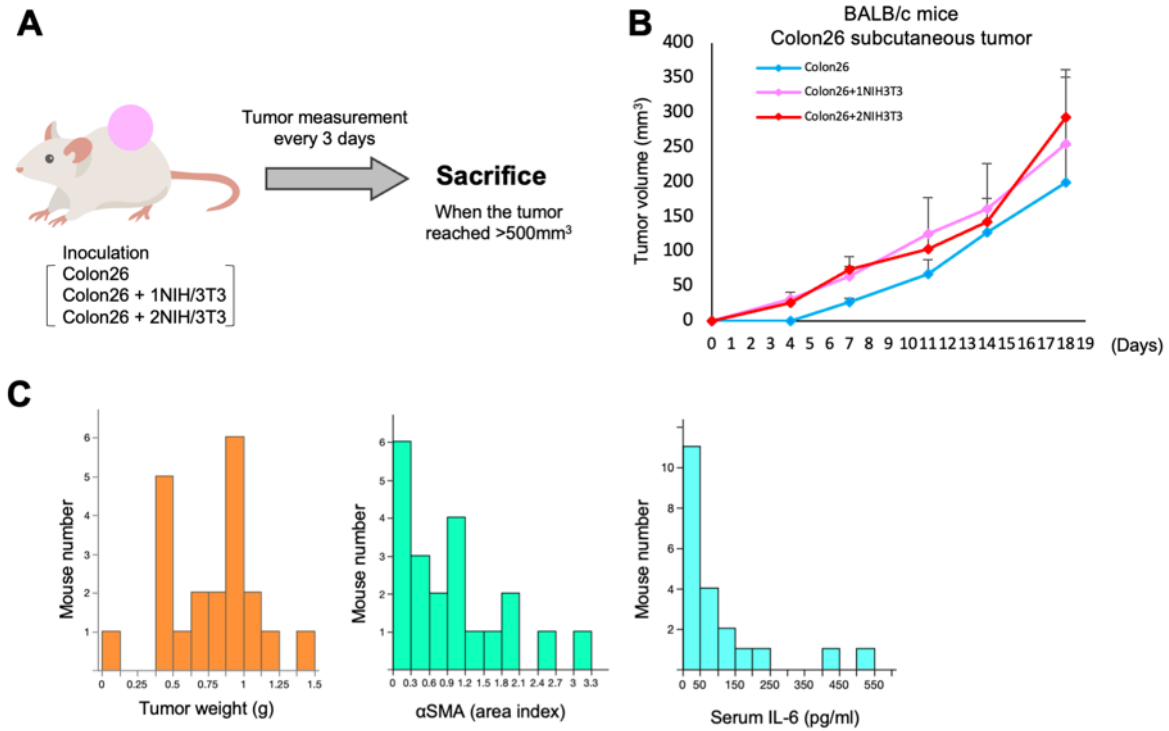 A
Tumor measurement
every 3 days
Sacrifice
When the tumor
reached >500mm³
Inoculation
Colon26
Colon26 + 1NIH/3T3
Colon26 + 2NIH/3T3
B
BALB/c mice
Colon26 subcutaneous tumor
Colon26
Colon26+1NIH3T3
Colon26+2NIH3T3
Tumor volume (mm³)
400
350
300
250
200
150
100
50
0
0 1 2 3 4 5 6 7 8 9 10 11 12 13 14 15 16 17 18 19 (Days)
C
Mouse number
6
5
4
3
2
1
0 0.25 0.5 0.75 1 1.25 1.5
Tumor weight (g)
Mouse number
6
5
4
3
2
1
0 0.3 0.6 0.9 1.2 1.5 1.8 2.1 2.4 2.7 3 3.3
αSMA (area index)
Mouse number
10
8
6
4
2
0 50 150 250 350 450 550
Serum IL-6 (pg/ml)